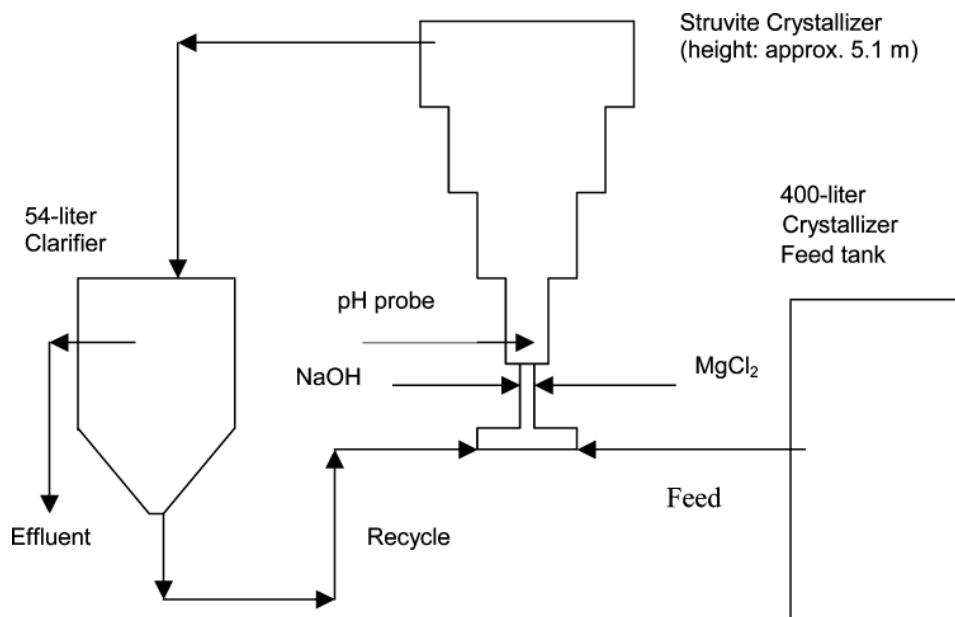 Struvite Crystallizer
(height: approx. 5.1 m)
400-liter
Crystallizer
Feed tank
54-liter
Clarifier
pH probe
NaOH
MgCl₂
Feed
Effluent
Recycle